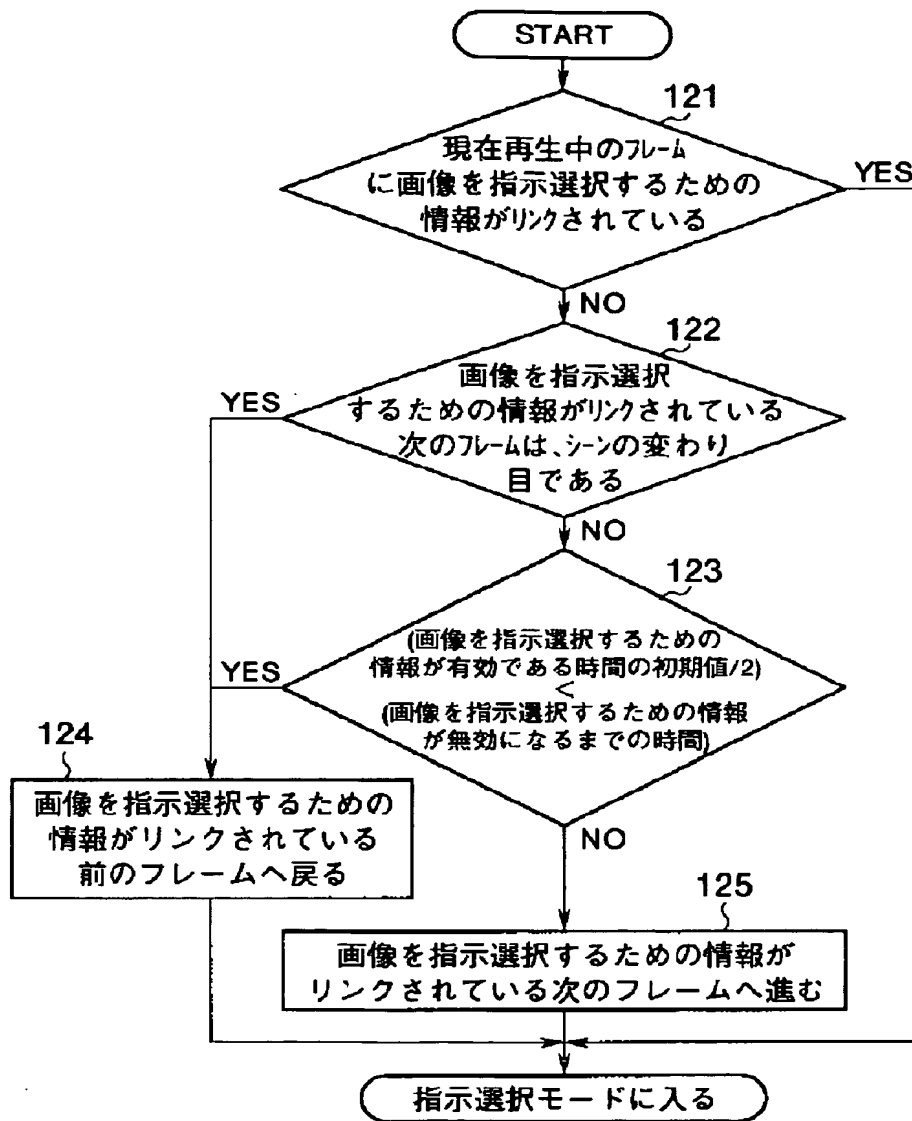 START
121
現在再生中のフレーム
に画像を指示選択するための
情報がリンクされている
YES
NO
122
画像を指示選択
するための情報がリンクされている
次のフレームは、シーンの変わり
目である
YES
NO
123
(画像を指示選択するための
情報が有効である時間の初期値/2)
<
(画像を指示選択するための情報
が無効になるまでの時間)
YES
NO
124
画像を指示選択するための
情報がリンクされている
前のフレームへ戻る
125
画像を指示選択するための情報が
リンクされている次のフレームへ進む
指示選択モードに入る